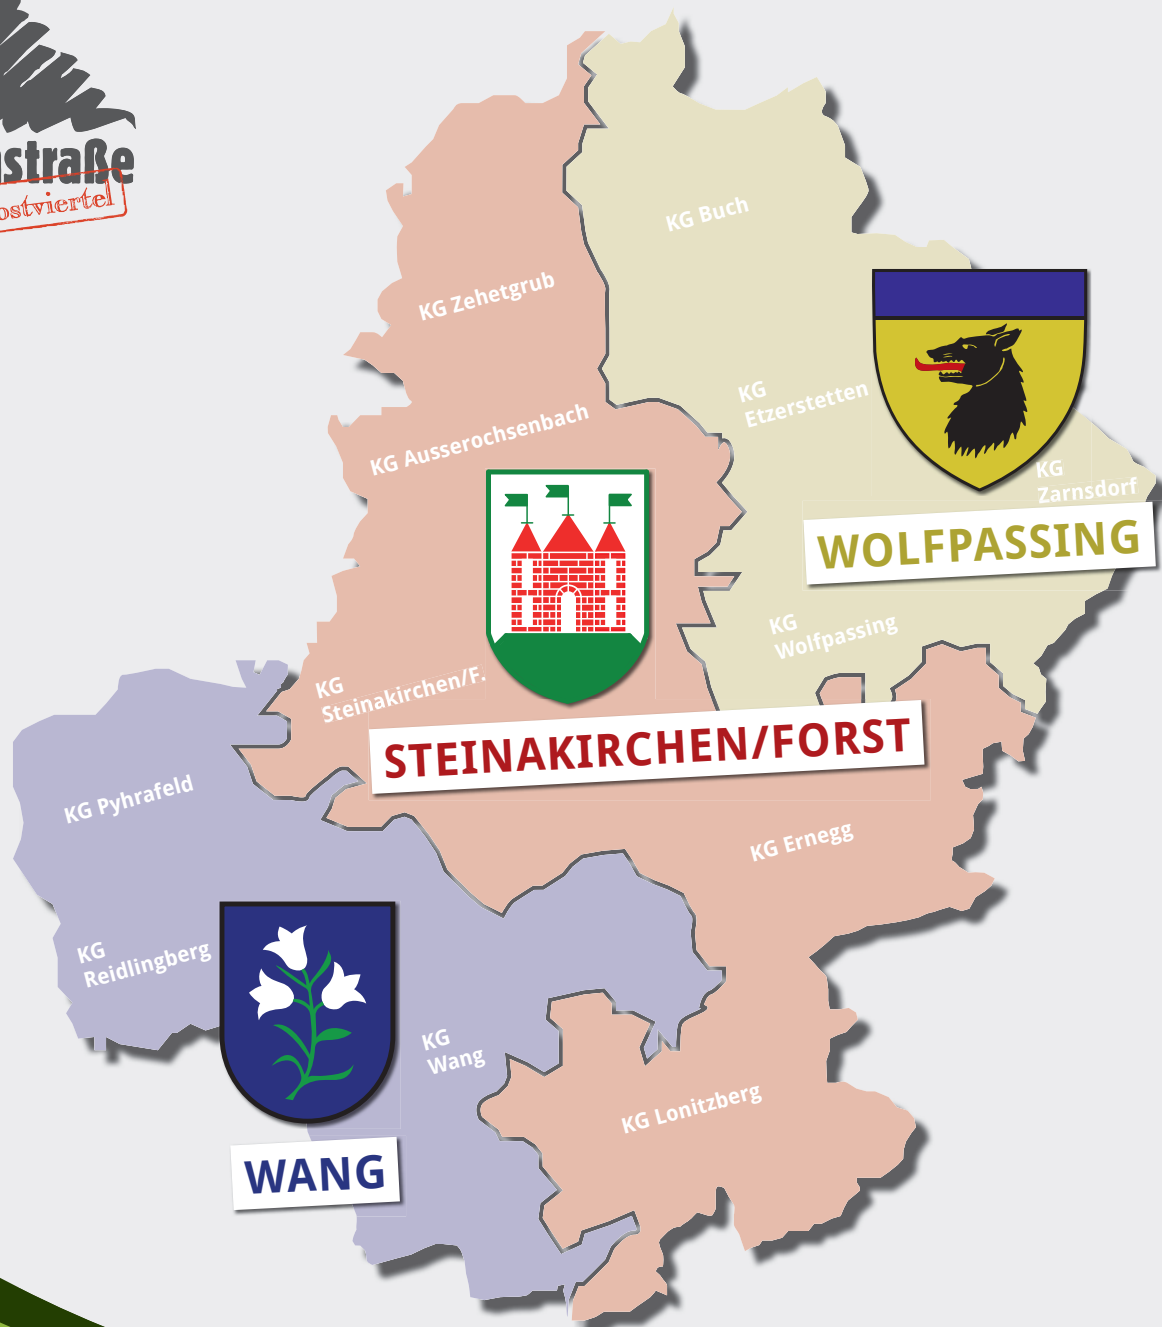 straße
ostviertel
KG Buch
KG Zehetgrub
KG
Etzerstetten
KG Ausserochsenbach
KG
Zarnsdorf
WOLFPASSING
KG
Wolfpassing
KG
Steinakirchen/F.
STEINAKIRCHEN/FORST
KG Pyhrafeld
KG Ernegg
KG
Reidlingberg
KG
Wang
KG Lonitzberg
WANG